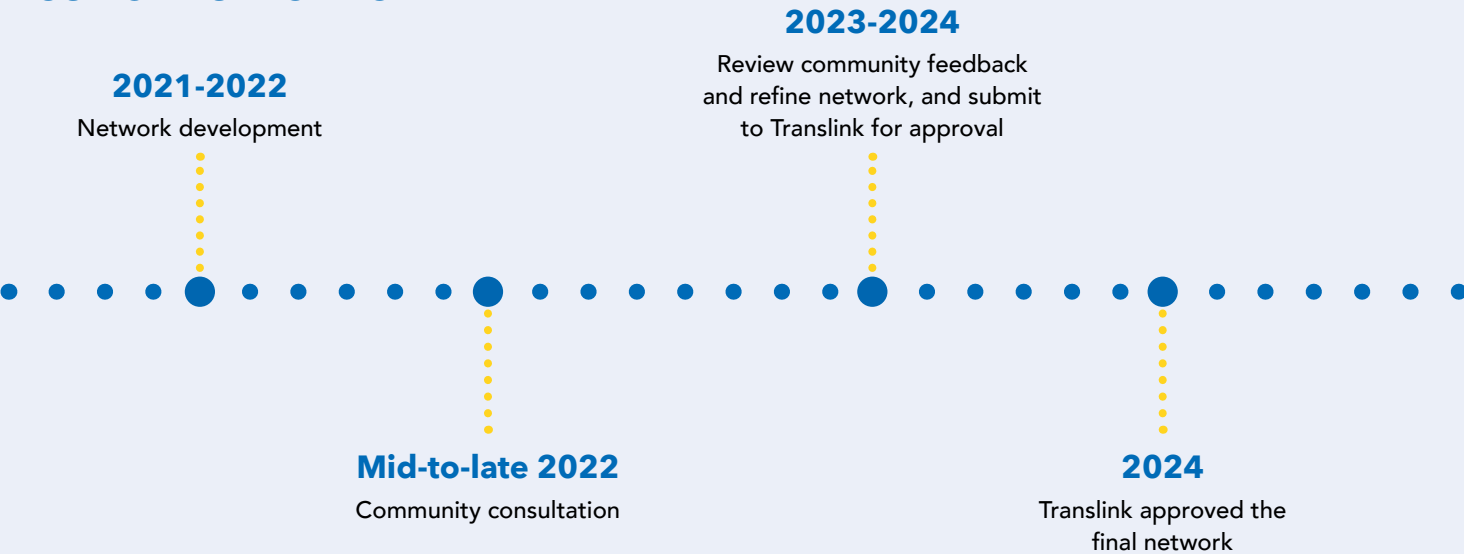 2021-2022
Network development
Mid-to-late 2022
Community consultation
2023-2024
Review community feedback
and refine network, and submit
to Translink for approval
2024
Translink approved the
final network